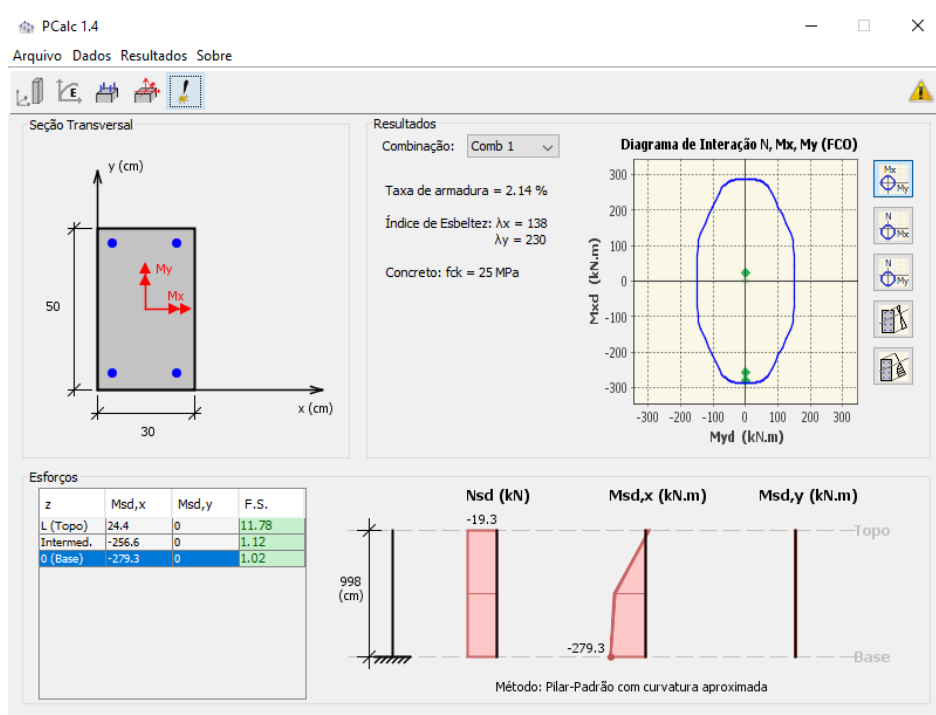 PCalc 1.4
Arquivo Dados Resultados Sobre
E
Seção Transversal
y (cm)
My
Mx
50
30
x (cm)
Resultados
Combinação: Comb 1
Taxa de armadura = 2.14 %
Índice de Esbeltez: λx = 138
λy = 230
Concreto: fck = 25 MPa
Diagrama de Interação N, Mx, My (FCO)
Mxd (kN.m)
300
200
100
0
-100
-200
-300
-300 -200 -100 0 100 200 300
Myd (kN.m)
Mx
My
N
Mx
N
My
Esforços
z Msd,x Msd,y F.S.
L (Topo) 24.4 0 11.78
Intermed. -256.6 0 1.12
0 (Base) -279.3 0 1.02
Nsd (kN) Msd,x (kN.m) Msd,y (kN.m)
-19.3
Topo
998
(cm)
-279.3
Base
Método: Pilar-Padrão com curvatura aproximada